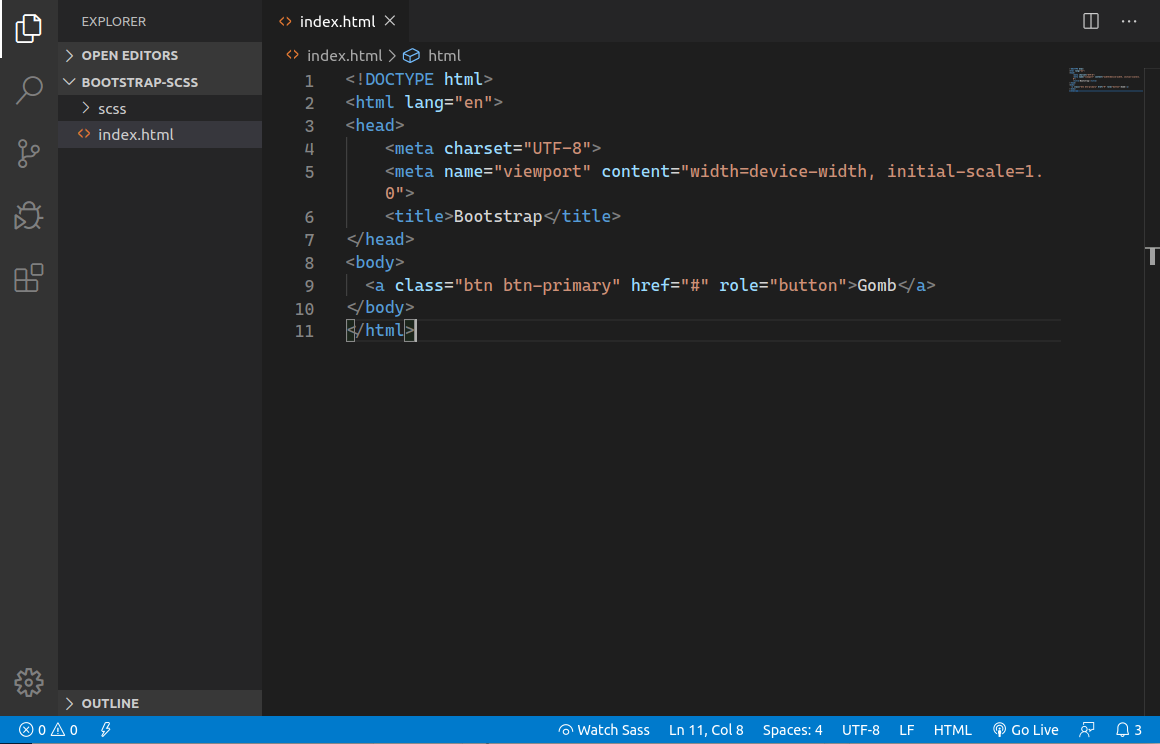 EXPLORER
OPEN EDITORS
BOOTSTRAP-SCSS
scss
index.html
index.html
index.html > html
1 <!DOCTYPE html>
2 <html lang="en">
3 <head>
4 <meta charset="UTF-8">
5 <meta name="viewport" content="width=device-width, initial-scale=1.
0">
6 <title>Bootstrap</title>
7 </head>
8 <body>
9 <a class="btn btn-primary" href="#" role="button">Gomb</a>
10 </body>
11 </html>
OUTLINE
0 0 Watch Sass Ln 11, Col 8 Spaces: 4 UTF-8 LF HTML Go Live 3